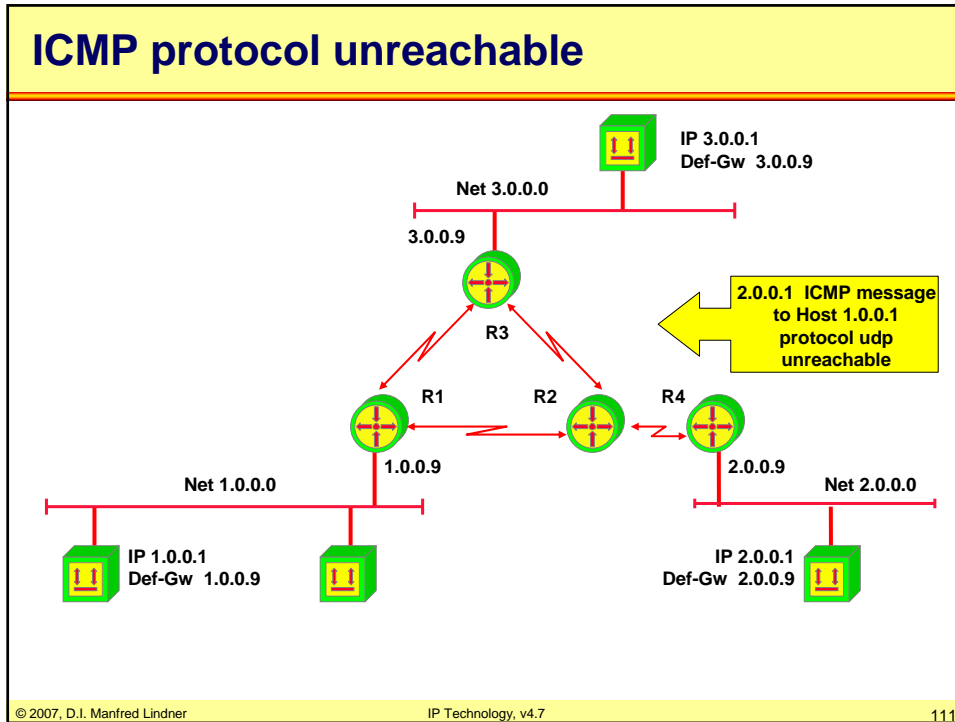 ICMP protocol unreachable
IP 3.0.0.1
Def-Gw 3.0.0.9
Net 3.0.0.0
3.0.0.9
2.0.0.1 ICMP message
to Host 1.0.0.1
protocol udp
unreachable
R3
R1
R2
R4
1.0.0.9
2.0.0.9
Net 1.0.0.0
Net 2.0.0.0
IP 1.0.0.1
Def-Gw 1.0.0.9
IP 2.0.0.1
Def-Gw 2.0.0.9
© 2007, D.I. Manfred Lindner
IP Technology, v4.7
111